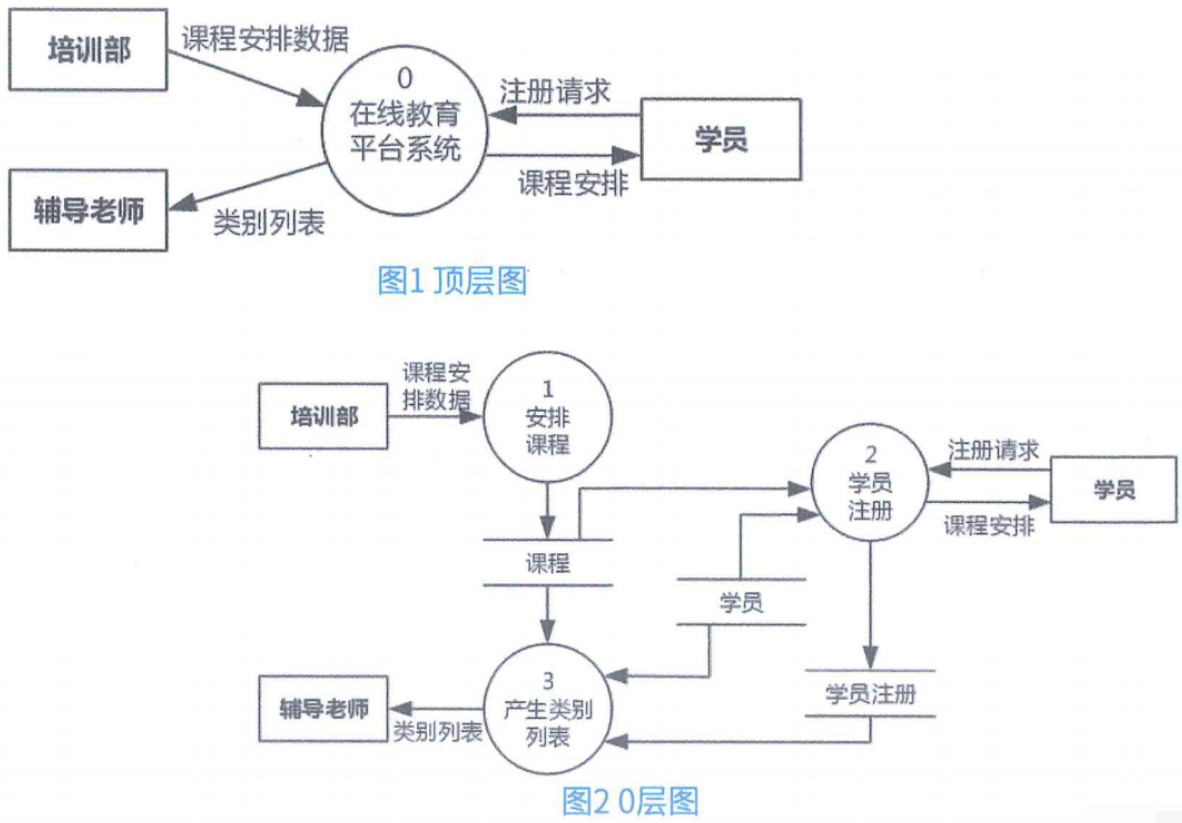 培训部
课程安排数据
0
在线教育
平台系统
注册请求
学员
课程安排
辅导老师
类别列表
图1 顶层图
培训部
课程安
排数据
1
安排
课程
2
学员
注册
注册请求
学员
课程安排
课程
学员
学员注册
3
产生类别
列表
辅导老师
类别列表
图2 0层图